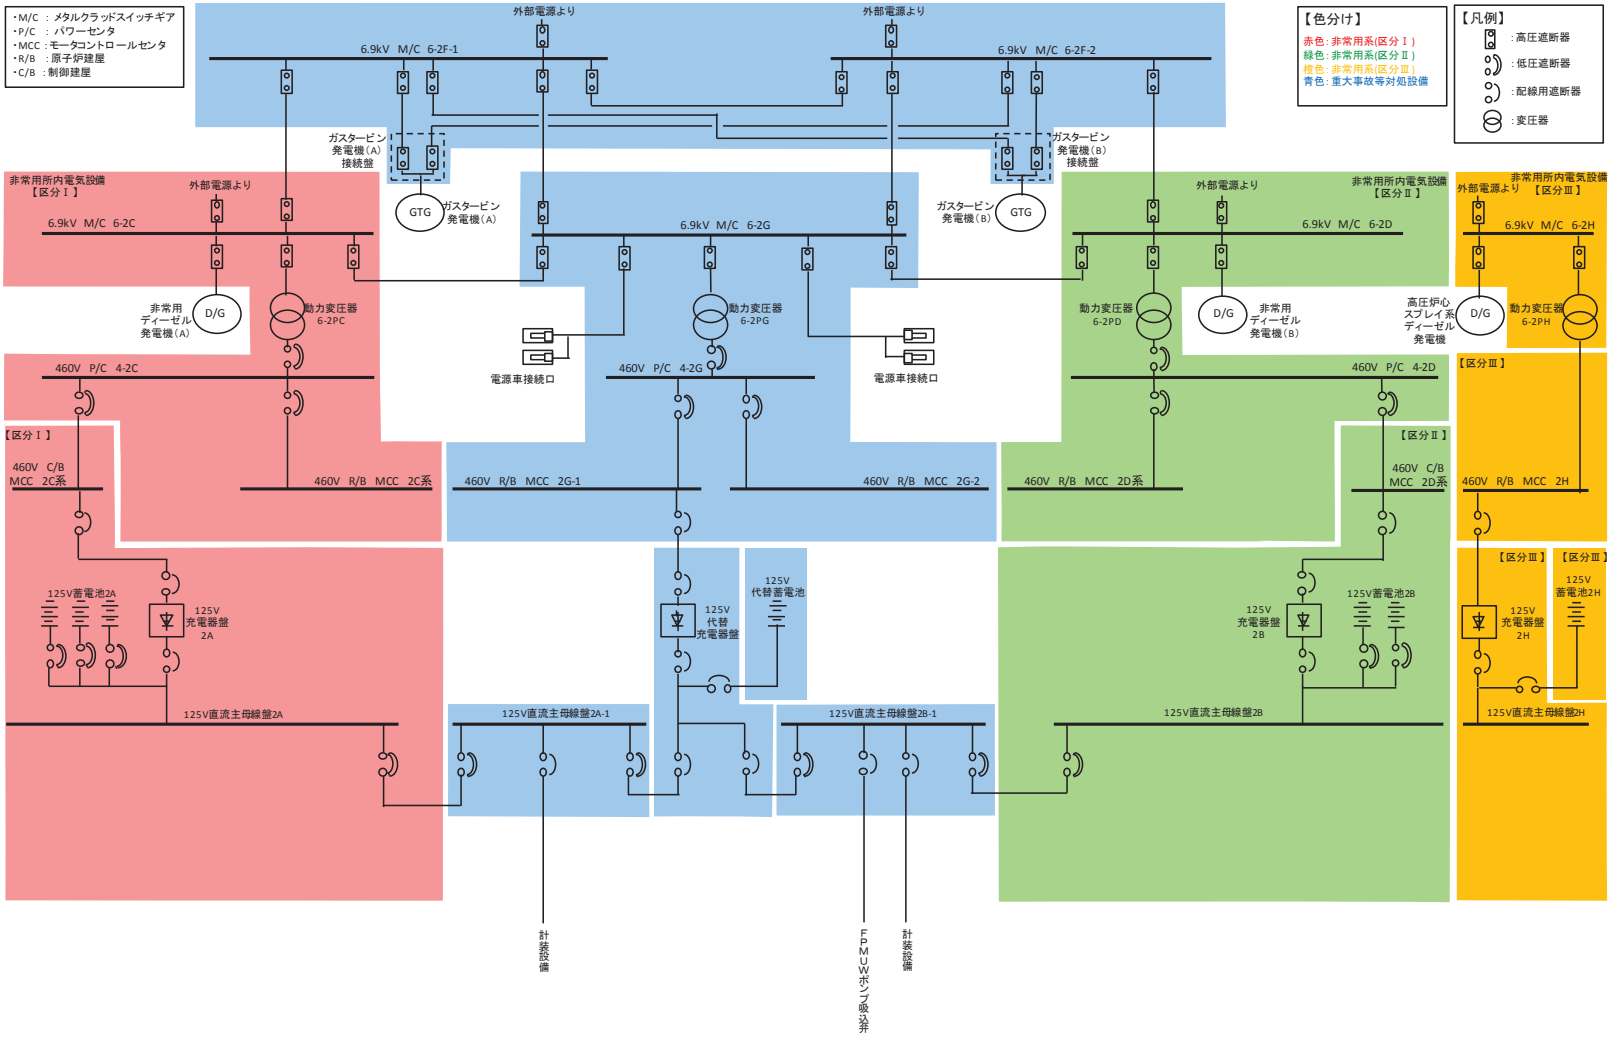 ・M/C ： メタルクラッドスイッチギア
・P/C ： パワーセンタ
・MCC ：モータコントロールセンタ
・R/B ：原子炉建屋
・C/B ：制御建屋
外部電源より
外部電源より
6.9kV M/C 6-2F-1
6.9kV M/C 6-2F-2
【色分け】
赤色：非常用系(区分Ⅰ)
緑色：非常用系(区分Ⅱ)
橙色：非常用系(区分Ⅲ)
青色：重大事故等対処設備
【凡例】
：高圧遮断器
：低圧遮断器
：配線用遮断器
：変圧器
ガスタービン
発電機(A)
接続盤
ガスタービン
発電機(B)
接続盤
GTG
ガスタービン
発電機(A)
ガスタービン
発電機(B)
GTG
非常用所内電気設備
【区分Ⅰ】
外部電源より
6.9kV M/C 6-2C
6.9kV M/C 6-2G
外部電源より
非常用所内電気設備
【区分Ⅱ】
6.9kV M/C 6-2D
非常用所内電気設備
【区分Ⅲ】
外部電源より
6.9kV M/C 6-2H
非常用
ディーゼル
発電機(A)
D/G
動力変圧器
6-2PC
動力変圧器
6-2PG
動力変圧器
6-2PD
D/G
非常用
ディーゼル
発電機(B)
高圧炉心
スプレイ系
ディーゼル
発電機
D/G
動力変圧器
6-2PH
電源車接続口
電源車接続口
460V P/C 4-2C
460V P/C 4-2G
460V P/C 4-2D
【区分Ⅲ】
【区分Ⅰ】
460V C/B
MCC 2C系
460V R/B MCC 2C系
460V R/B MCC 2G-1
460V R/B MCC 2G-2
460V R/B MCC 2D系
【区分Ⅱ】
460V C/B
MCC 2D系
460V R/B MCC 2H
125V蓄電池2A
125V
充電器盤
2A
125V
代替
充電器盤
125V
代替蓄電池
125V
充電器盤
2B
125V蓄電池2B
【区分Ⅲ】
125V
充電器盤
2H
【区分Ⅲ】
125V
蓄電池2H
125V直流主母線盤2A
125V直流主母線盤2A-1
125V直流主母線盤2B-1
125V直流主母線盤2B
125V直流主母線盤2H
計装設備
FPMUWポンプ吸込弁
計装設備